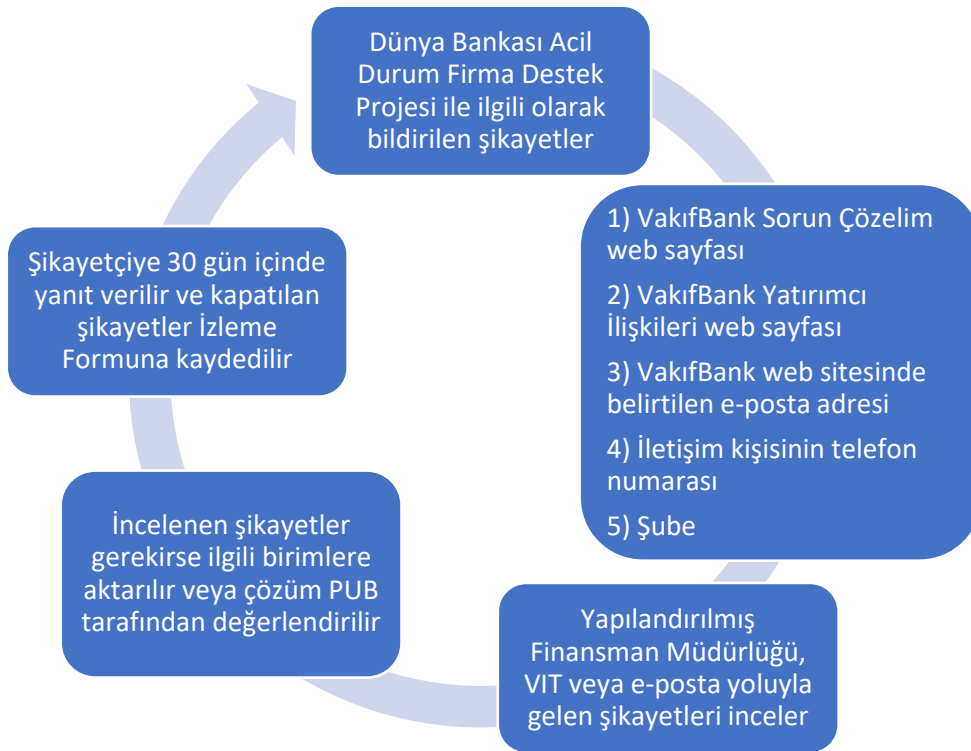 Dünya Bankası Acil
Durum Firma Destek
Projesi ile ilgili olarak
bildirilen şikayetler
1) VakıfBank Sorun Çözelim
web sayfası
2) VakıfBank Yatırımcı
İlişkileri web sayfası
3) VakıfBank web sitesinde
belirtilen e-posta adresi
4) İletişim kişisinin telefon
numarası
5) Şube
Yapılandırılmış
Finansman Müdürlüğü,
VIT veya e-posta yoluyla
gelen şikayetleri inceler
İncelenen şikayetler
gerekirse ilgili birimlere
aktarılır veya çözüm PUB
tarafından değerlendirilir
Şikayetçiye 30 gün içinde
yanıt verilir ve kapatılan
şikayetler İzleme
Formuna kaydedilir